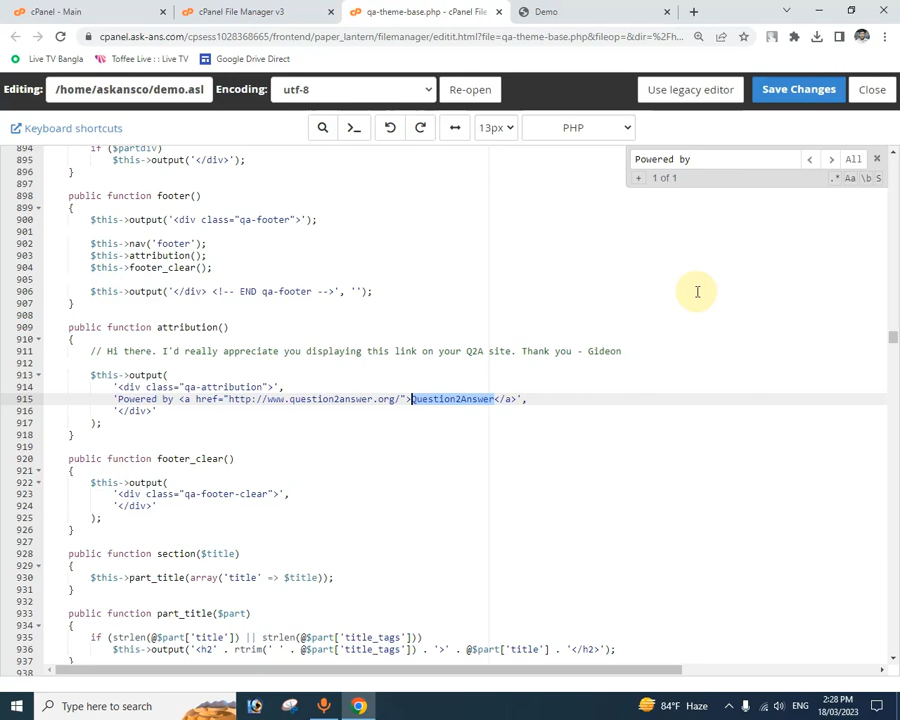 cPanel - Main
cPanel File Manager v3
qa-theme-base.php - cPanel File M
Demo
cpanel.ask-ans.com/cpsess1028368665/frontend/paper_lantern/filemanager/editit.html?file=qa-theme-base.php&fileop=&dir=%2Fh...
Live TV Bangla
Toffee Live : : Live TV
Google Drive Direct
Editing:
/home/askansco/demo.asl
Encoding:
utf-8
Re-open
Use legacy editor
Save Changes
Close
Keyboard shortcuts
13px
PHP
Powered by
All
+ 1 of 1
.* Aa \b S
894 if ($partdiv)
895 $this->output('</div>');
896 }
897
898 public function footer()
899 {
900 $this->output('<div class="qa-footer">');
901
902 $this->nav('footer');
903 $this->attribution();
904 $this->footer_clear();
905
906 $this->output('</div> <!-- END qa-footer -->', '');
907 }
908
909 public function attribution()
910 {
911 // Hi there. I'd really appreciate you displaying this link on your Q2A site. Thank you - Gideon
912
913 $this->output(
914 '<div class="qa-attribution">',
915 'Powered by <a href="http://www.question2answer.org/">Question2Answer</a>',
916 '</div>'
917 );
918 }
919
920 public function footer_clear()
921 {
922 $this->output(
923 '<div class="qa-footer-clear">',
924 '</div>'
925 );
926 }
927
928 public function section($title)
929 {
930 $this->part_title(array('title' => $title));
931 }
932
933 public function part_title($part)
934 {
935 if (strlen(@$part['title']) || strlen(@$part['title_tags']))
936 $this->output('<h2' . rtrim(' ' . @$part['title_tags']) . '>' . @$part['title'] . '</h2>');
937 }
938
Type here to search
84°F Haze
ENG
2:28 PM
18/03/2023